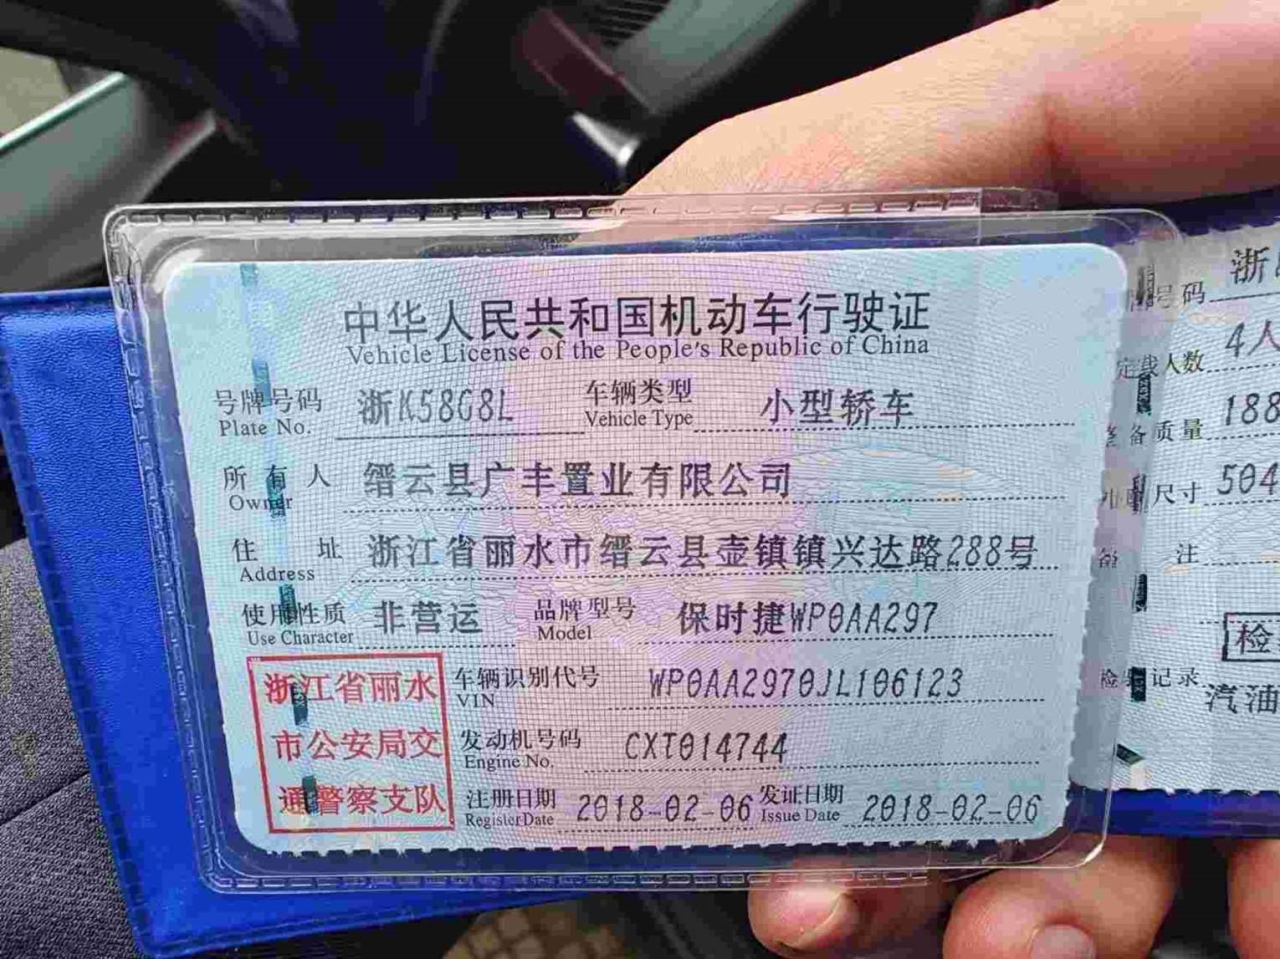 中华人民共和国机动车行驶证
Vehicle License of the People's Republic of China
号牌号码 浙K58G8L 车辆类型 小型轿车
Plate No. Vehicle Type
所有人 缙云县广丰置业有限公司
Owner
住址 浙江省丽水市缙云县壶镇镇兴达路288号
Address
使用性质 非营运 品牌型号 保时捷WP0AA297
Use Character Model
浙江省丽水
市公安局交
通警察支队
车辆识别代号 WP0AA2970JL106123
VIN
发动机号码 CXT014744
Engine No.
注册日期 2018-02-06 发证日期 2018-02-06
Register Date Issue Date
号码 浙
定载人数 4人
整备质量 188
尺寸 504
注
检
检验记录
汽油